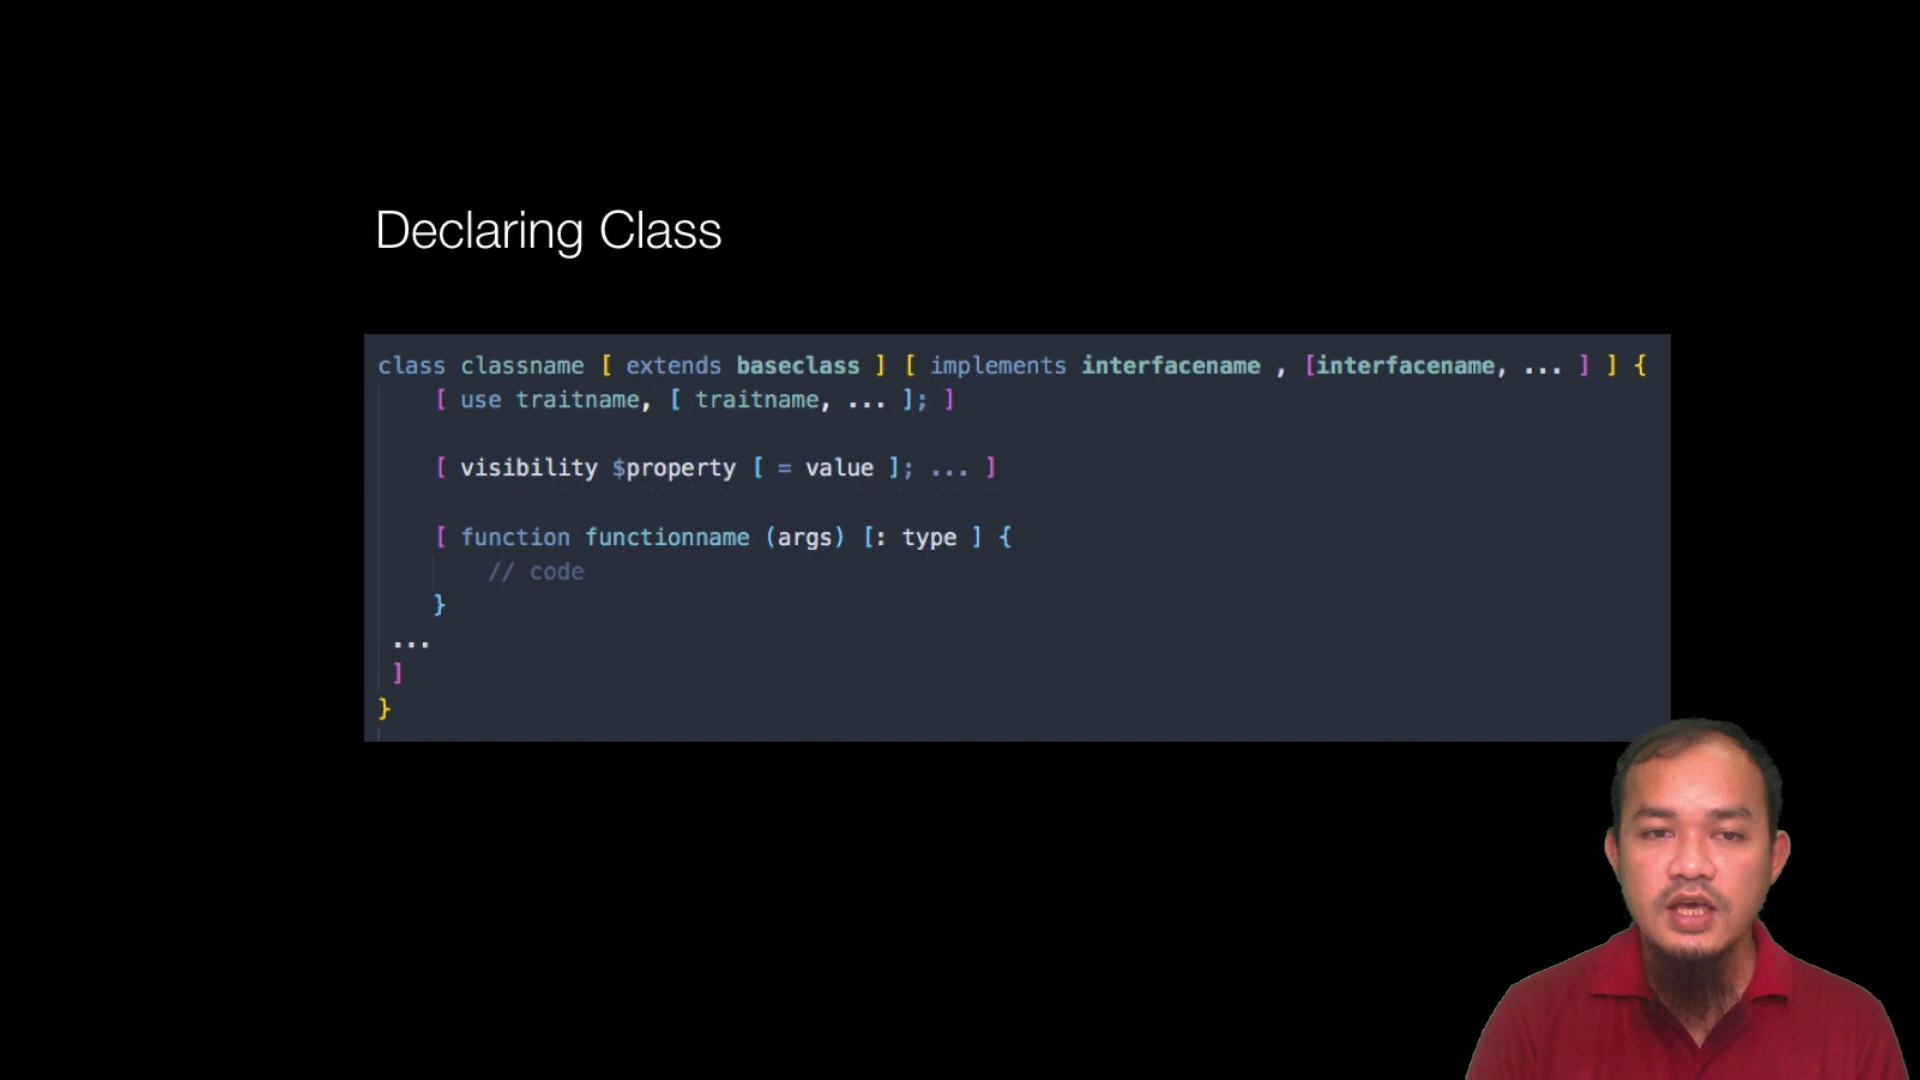 Declaring Class
class classname [ extends baseclass ] [ implements interfacename , [interfacename, ... ] ] {
[ use traitname, [ traitname, ... ]; ]
[ visibility $property [ = value ]; ... ]
[ function functionname (args) [: type ] {
// code
}
...
]
}